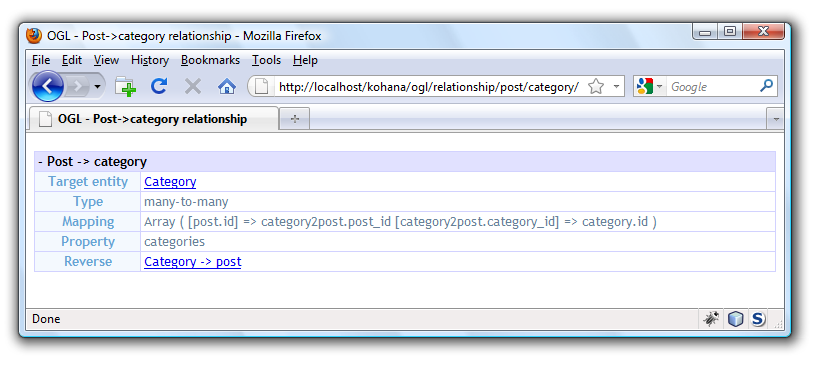 OGL - Post->category relationship - Mozilla Firefox
File Edit View History Bookmarks Tools Help
http://localhost/kohana/ogl/relationship/post/category/ Google
OGL - Post->category relationship
- Post -> category
Target entity Category
Type many-to-many
Mapping Array ( [post.id] => category2post.post_id [category2post.category_id] => category.id )
Property categories
Reverse Category -> post
Done